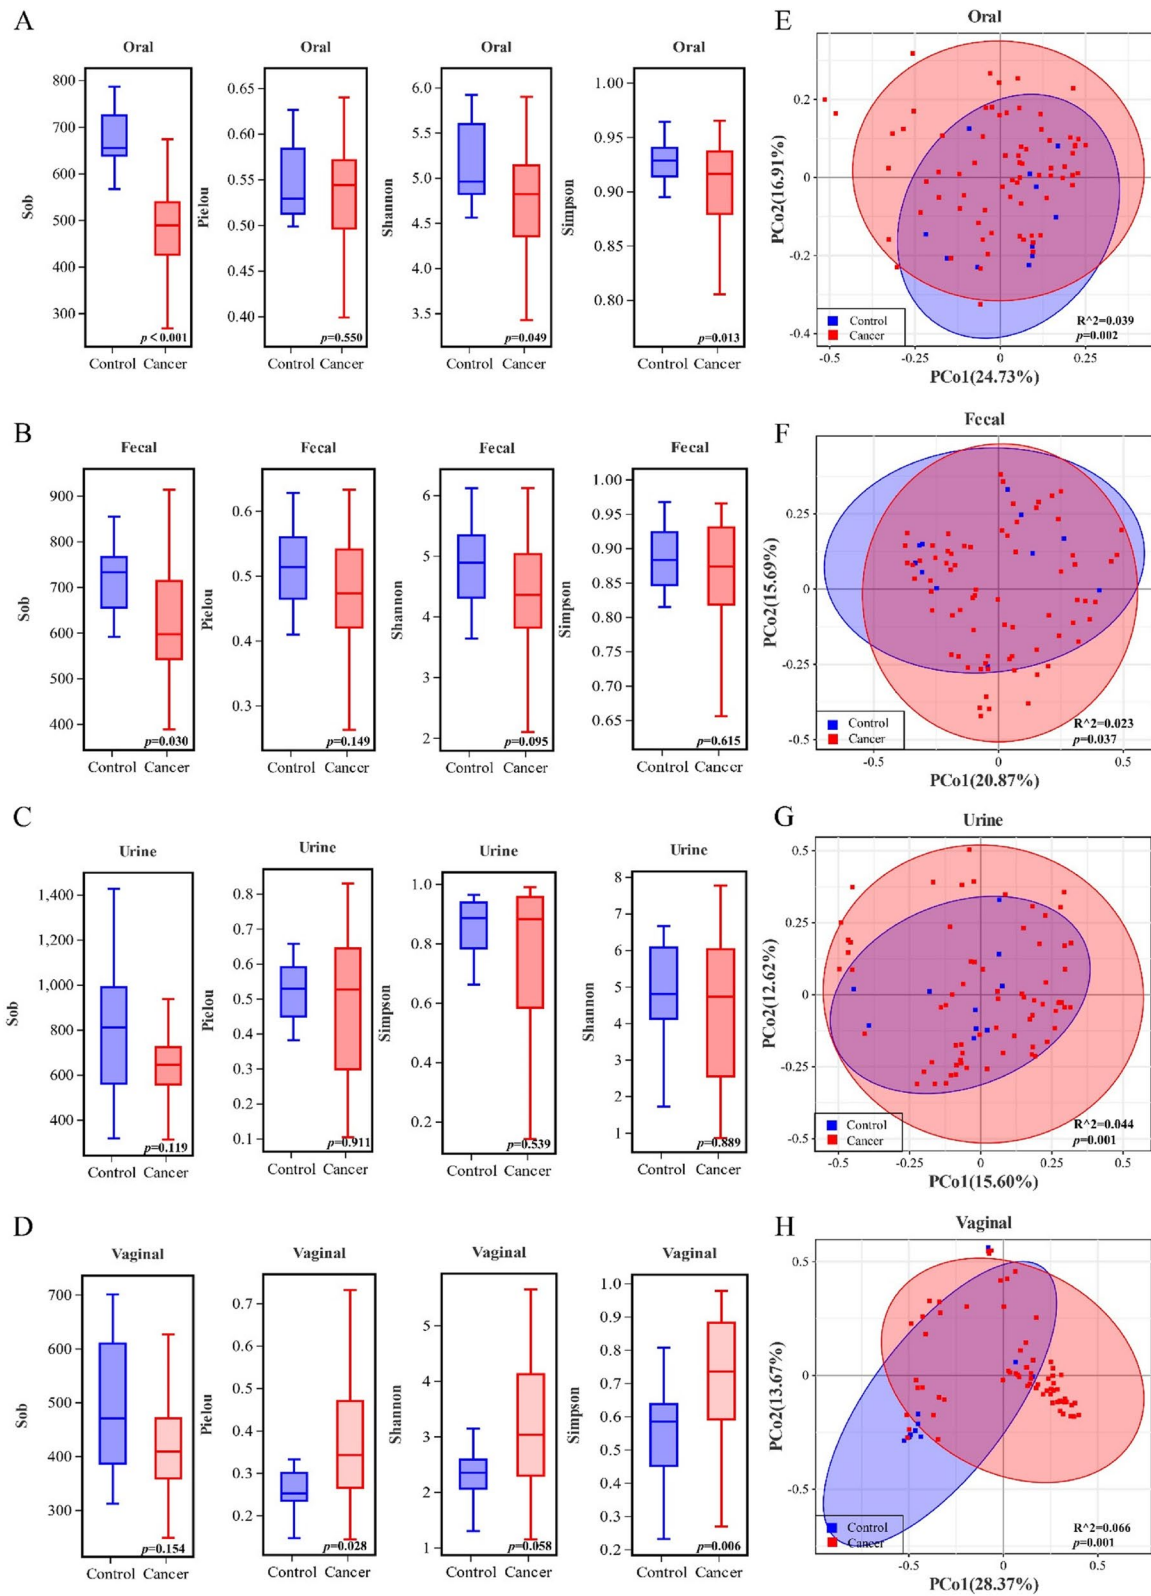 A
Oral
Sob
800
700
600
500
400
300
p<0.001
Control Cancer
Oral
Pielou
0.65
0.60
0.55
0.50
0.45
0.40
p=0.550
Control Cancer
Oral
Shannon
6.0
5.5
5.0
4.5
4.0
3.5
p=0.049
Control Cancer
Oral
Simpson
1.00
0.95
0.90
0.85
0.80
p=0.013
Control Cancer
E
Oral
PCo2(16.91%)
0.2
0
-0.2
-0.4
Control
Cancer
R^2=0.039
p=0.002
-0.5 -0.25 0 0.25
PCo1(24.73%)
B
Fecal
Sob
900
800
700
600
500
400
p=0.030
Control Cancer
Fecal
Pielou
0.6
0.5
0.4
0.3
p=0.149
Control Cancer
Fecal
Shannon
6
5
4
3
2
p=0.095
Control Cancer
Fecal
Simpson
1.00
0.95
0.90
0.85
0.80
0.75
0.70
0.65
p=0.615
Control Cancer
F
Fecal
PCo2(15.69%)
0.25
0
-0.25
-0.5
Control
Cancer
R^2=0.023
p=0.037
-0.5 0 0.5
PCo1(20.87%)
C
Urine
Sob
1,400
1,200
1,000
800
600
400
p=0.119
Control Cancer
Urine
Pielou
0.8
0.7
0.6
0.5
0.4
0.3
0.2
0.1
p=0.911
Control Cancer
Urine
Simpson
1.0
0.8
0.6
0.4
0.2
p=0.539
Control Cancer
Urine
Shannon
8
7
6
5
4
3
2
1
p=0.889
Control Cancer
G
Urine
PCo2(12.62%)
0.5
0.25
0
-0.25
-0.5
Control
Cancer
R^2=0.044
p=0.001
-0.5 -0.25 0 0.25 0.5
PCo1(15.60%)
D
Vaginal
Sob
700
600
500
400
300
p=0.154
Control Cancer
Vaginal
Pielou
0.7
0.6
0.5
0.4
0.3
0.2
p=0.028
Control Cancer
Vaginal
Shannon
5
4
3
2
1
p=0.058
Control Cancer
Vaginal
Simpson
1.0
0.9
0.8
0.7
0.6
0.5
0.4
0.3
0.2
p=0.006
Control Cancer
H
Vaginal
PCo2(13.67%)
0.5
0
-0.5
Control
Cancer
R^2=0.066
p=0.001
-0.5 0 0.5
PCo1(28.37%)